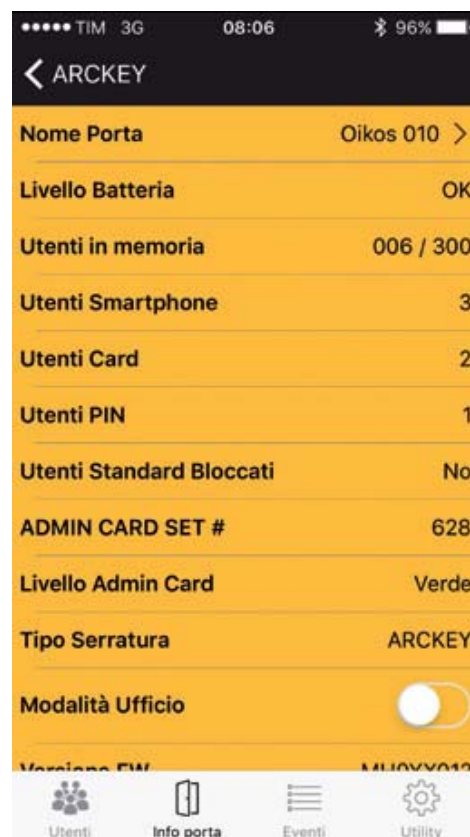 TIM 3G 08:06 96%
ARCKEY
Nome Porta Oikos 010
Livello Batteria OK
Utenti in memoria 006 / 300
Utenti Smartphone 3
Utenti Card 2
Utenti PIN 1
Utenti Standard Bloccati No
ADMIN CARD SET # 628
Livello Admin Card Verde
Tipo Serratura ARCKEY
Modalità Ufficio
Versione FW
Utenti Info porta Eventi Utility